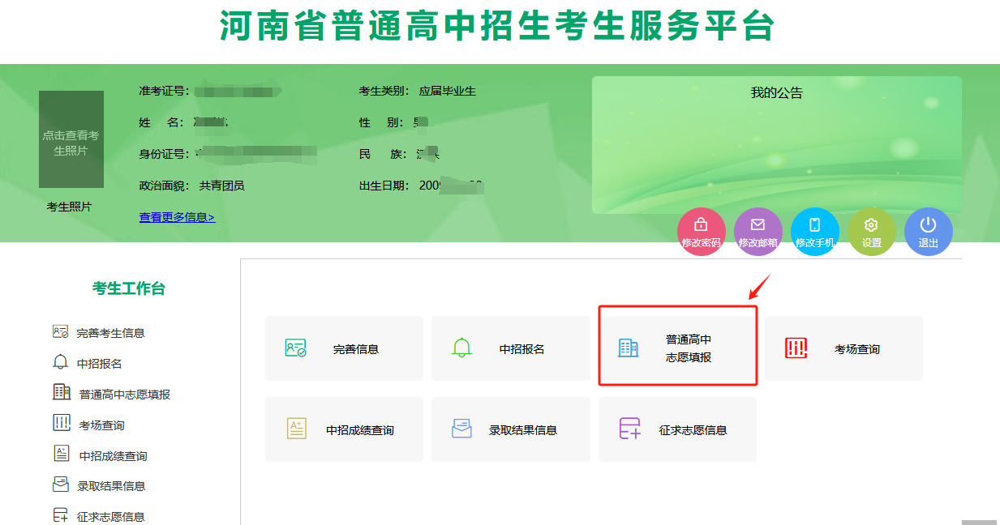 河南省普通高中招生考生服务平台
点击查看考
生照片
考生照片
准考证号：
考生类别： 应届毕业生
姓 名：
性 别：
身份证号：
民 族：
政治面貌： 共青团员
出生日期： 200
查看更多信息>
我的公告
修改密码
修改邮箱
修改手机
设置
退出
考生工作台
完善考生信息
中招报名
普通高中志愿填报
考场查询
中招成绩查询
录取结果信息
征求志愿信息
完善信息
中招报名
普通高中
志愿填报
考场查询
中招成绩查询
录取结果信息
征求志愿信息